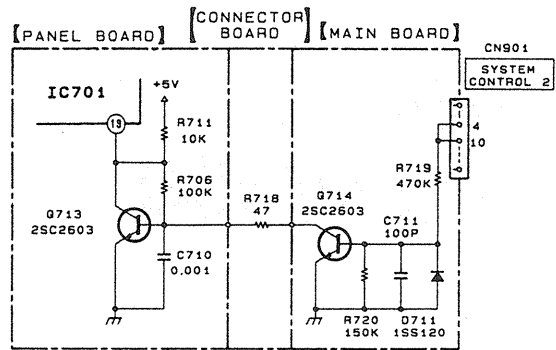 【PANEL BOARD】
【CONNECTOR BOARD】
【MAIN BOARD】
CN901
SYSTEM
CONTROL 2
IC701
19
+5V
R711
10K
R706
100K
Q713
2SC2603
C710
0.001
R718
47
Q714
2SC2603
C711
100P
R719
470K
4
10
R720
150K
D711
1SS120